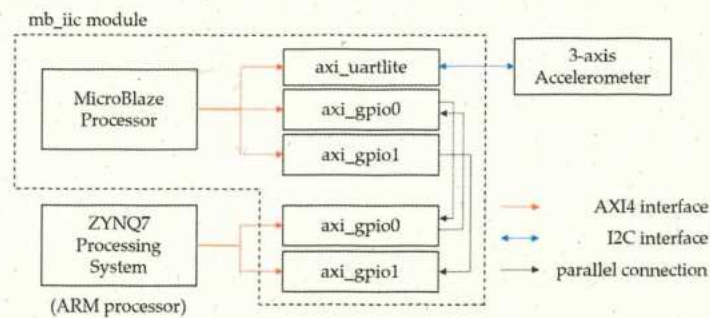 mb_iic module
MicroBlaze
Processor
axi_uartlite
axi_gpio0
axi_gpio1
3-axis
Accelerometer
ZYNQ7
Processing
System
(ARM processor)
axi_gpio0
axi_gpio1
AXI4 interface
I2C interface
parallel connection